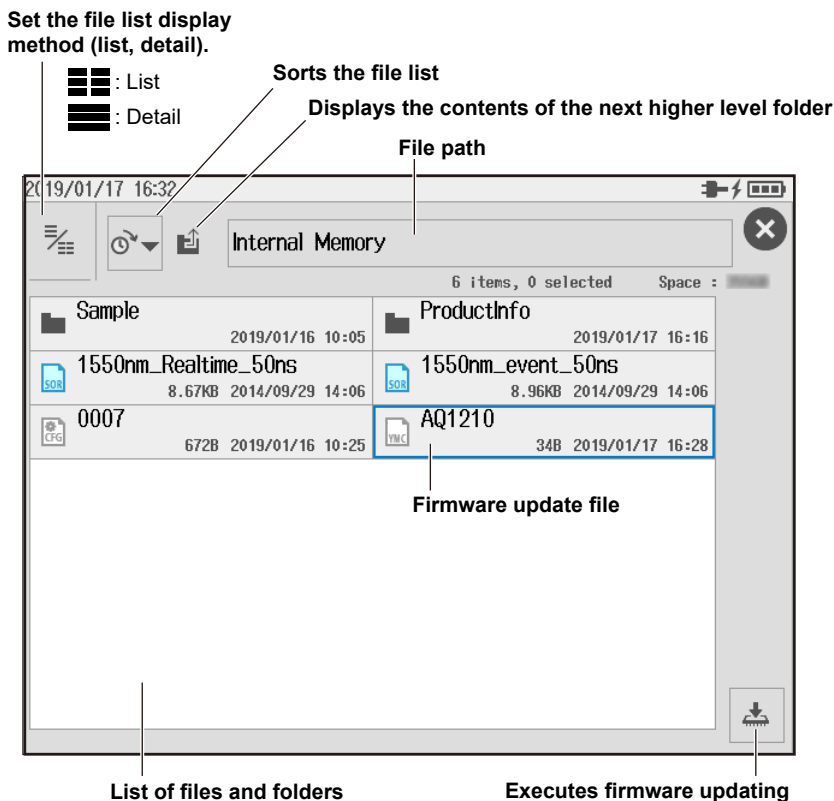 Set the file list display
method (list, detail).
: List
: Detail
Sorts the file list
Displays the contents of the next higher level folder
File path
2019/01/17 16:32
Internal Memory
6 items, 0 selected Space :
Sample
2019/01/16 10:05
ProductInfo
2019/01/17 16:16
SOR
1550nm_Realtime_50ns
8.67KB 2014/09/29 14:06
SOR
1550nm_event_50ns
8.96KB 2014/09/29 14:06
CFG
0007
672B 2019/01/16 10:25
YMC
AQ1210
34B 2019/01/17 16:28
Firmware update file
List of files and folders
Executes firmware updating